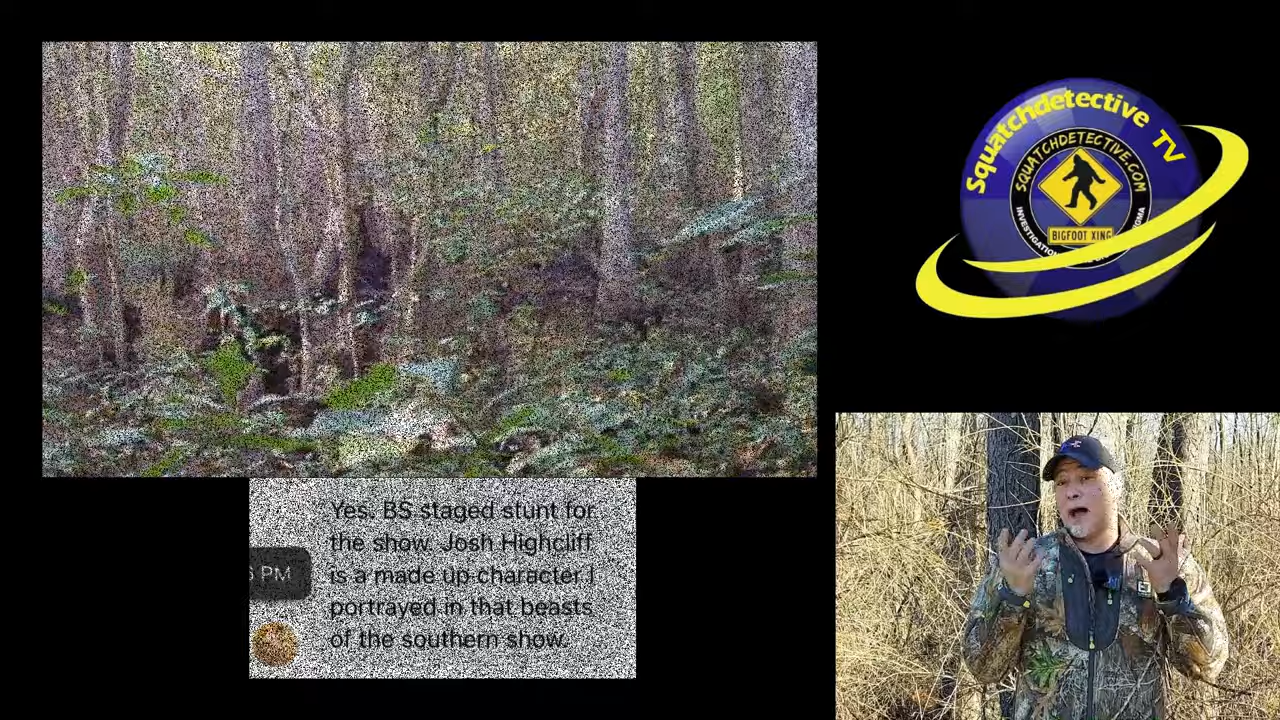 Squatchdetective TV
SQUATCHDETECTIVE.COM
BIGFOOT XING
Yes, BS staged stunt for
the show. Josh Highcliff
PM
is a made up character I
portrayed in that beasts
of the southern show.